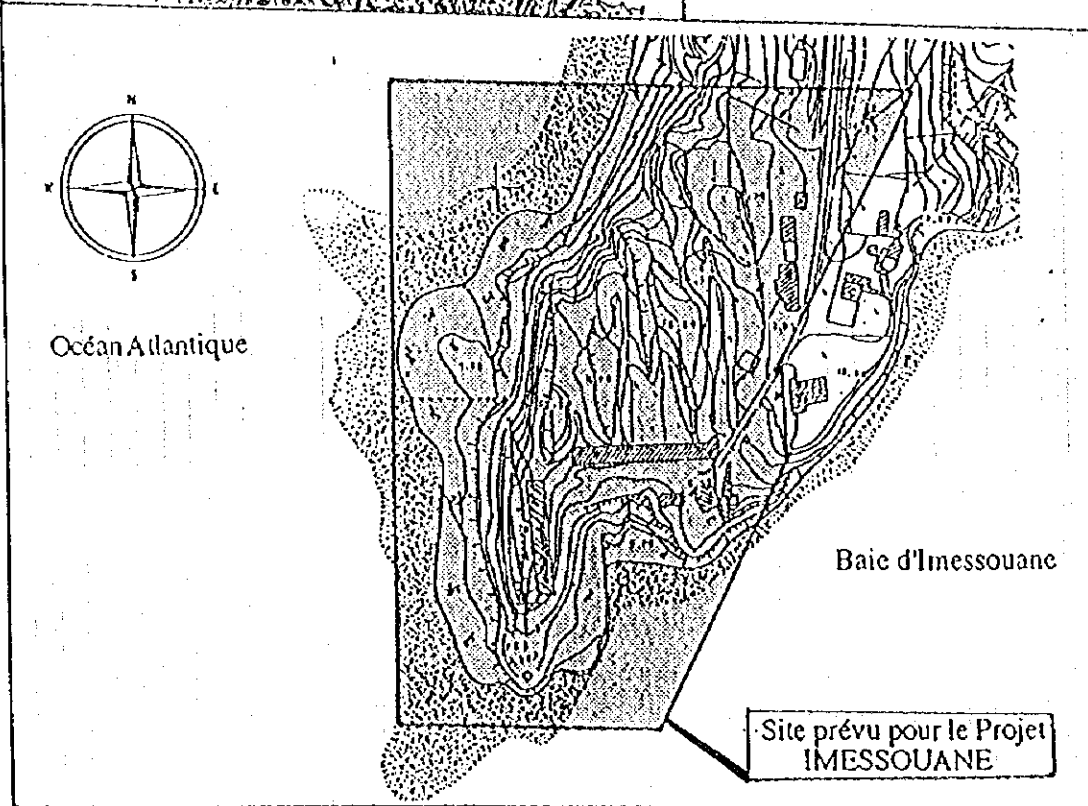 N
S
Océan Atlantique
Baie d'Imessouane
Site prévu pour le Projet
IMESSOUANE